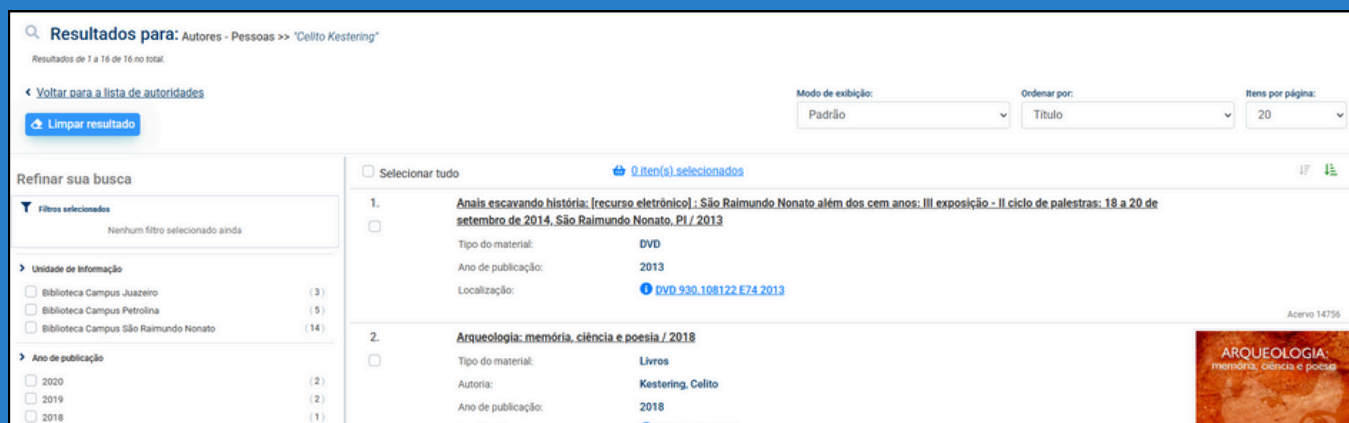 Resultados para: Autores - Pessoas >> "Celito Kestering"
Resultados de 1 a 16 de 16 no total.
Voltar para a lista de autoridades
Limpar resultado
Modo de exibição:
Padrão
Ordenar por:
Título
Itens por página:
20
Refinar sua busca
Filtros selecionados
Nenhum filtro selecionado ainda
Unidade de Informação
Biblioteca Campus Juazeiro (3)
Biblioteca Campus Petrolina (5)
Biblioteca Campus São Raimundo Nonato (14)
Ano de publicação
2020 (2)
2019 (2)
2018 (1)
Selecionar tudo
0 iten(s) selecionados
1.
Anais escavando história: [recurso eletrônico] : São Raimundo Nonato além dos cem anos: III exposição - II ciclo de palestras: 18 a 20 de
setembro de 2014, São Raimundo Nonato, PI / 2013
Tipo do material: DVD
Ano de publicação: 2013
Localização: DVD 930.108122 E74 2013
Acervo 14756
2.
Arqueologia: memória, ciência e poesia / 2018
Tipo do material: Livros
Autoria: Kestering, Celito
Ano de publicação: 2018
ARQUEOLOGIA:
memória, ciência e poesia